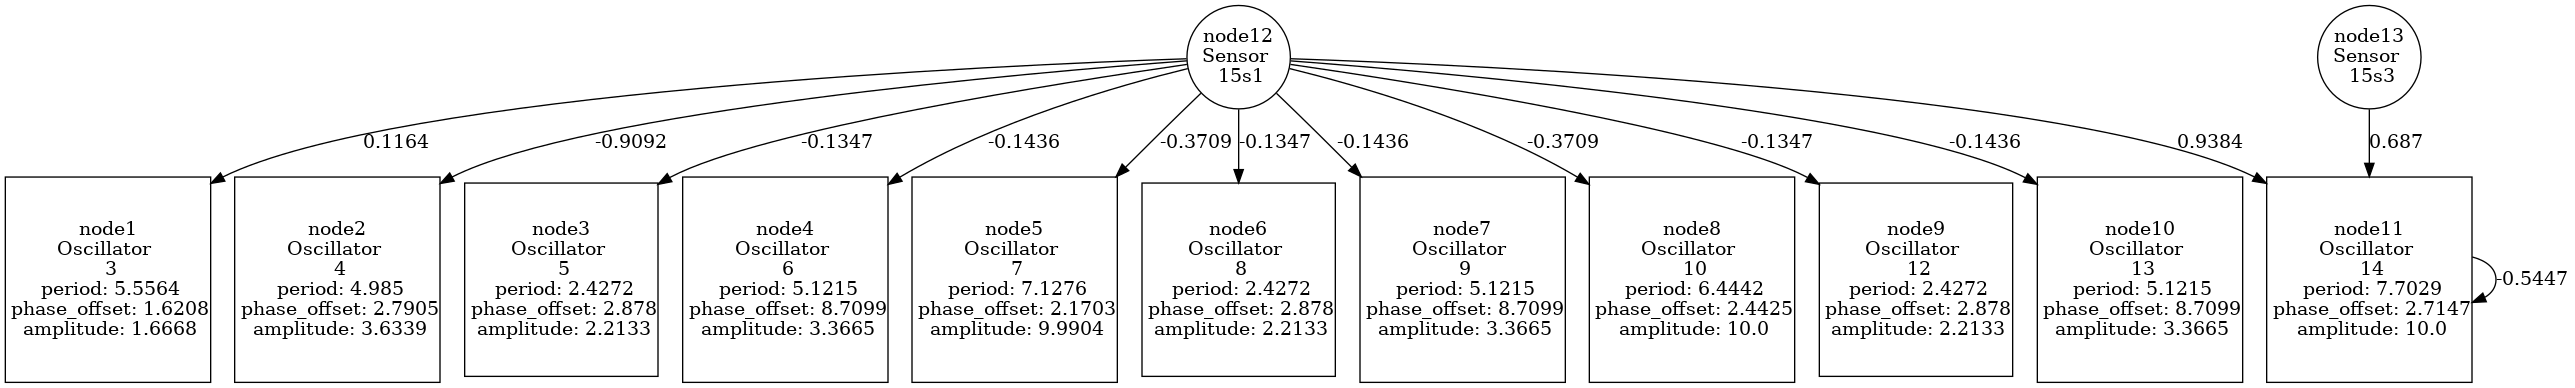 node12
Sensor
15s1
node13
Sensor
15s3
0.1164
-0.9092
-0.1347
-0.1436
-0.3709
-0.1347
-0.1436
-0.3709
-0.1347
-0.1436
0.9384
0.687
node1
Oscillator
3
period: 5.5564
phase_offset: 1.6208
amplitude: 1.6668
node2
Oscillator
4
period: 4.985
phase_offset: 2.7905
amplitude: 3.6339
node3
Oscillator
5
period: 2.4272
phase_offset: 2.878
amplitude: 2.2133
node4
Oscillator
6
period: 5.1215
phase_offset: 8.7099
amplitude: 3.3665
node5
Oscillator
7
period: 7.1276
phase_offset: 2.1703
amplitude: 9.9904
node6
Oscillator
8
period: 2.4272
phase_offset: 2.878
amplitude: 2.2133
node7
Oscillator
9
period: 5.1215
phase_offset: 8.7099
amplitude: 3.3665
node8
Oscillator
10
period: 6.4442
phase_offset: 2.4425
amplitude: 10.0
node9
Oscillator
12
period: 2.4272
phase_offset: 2.878
amplitude: 2.2133
node10
Oscillator
13
period: 5.1215
phase_offset: 8.7099
amplitude: 3.3665
node11
Oscillator
14
period: 7.7029
phase_offset: 2.7147
amplitude: 10.0
-0.5447